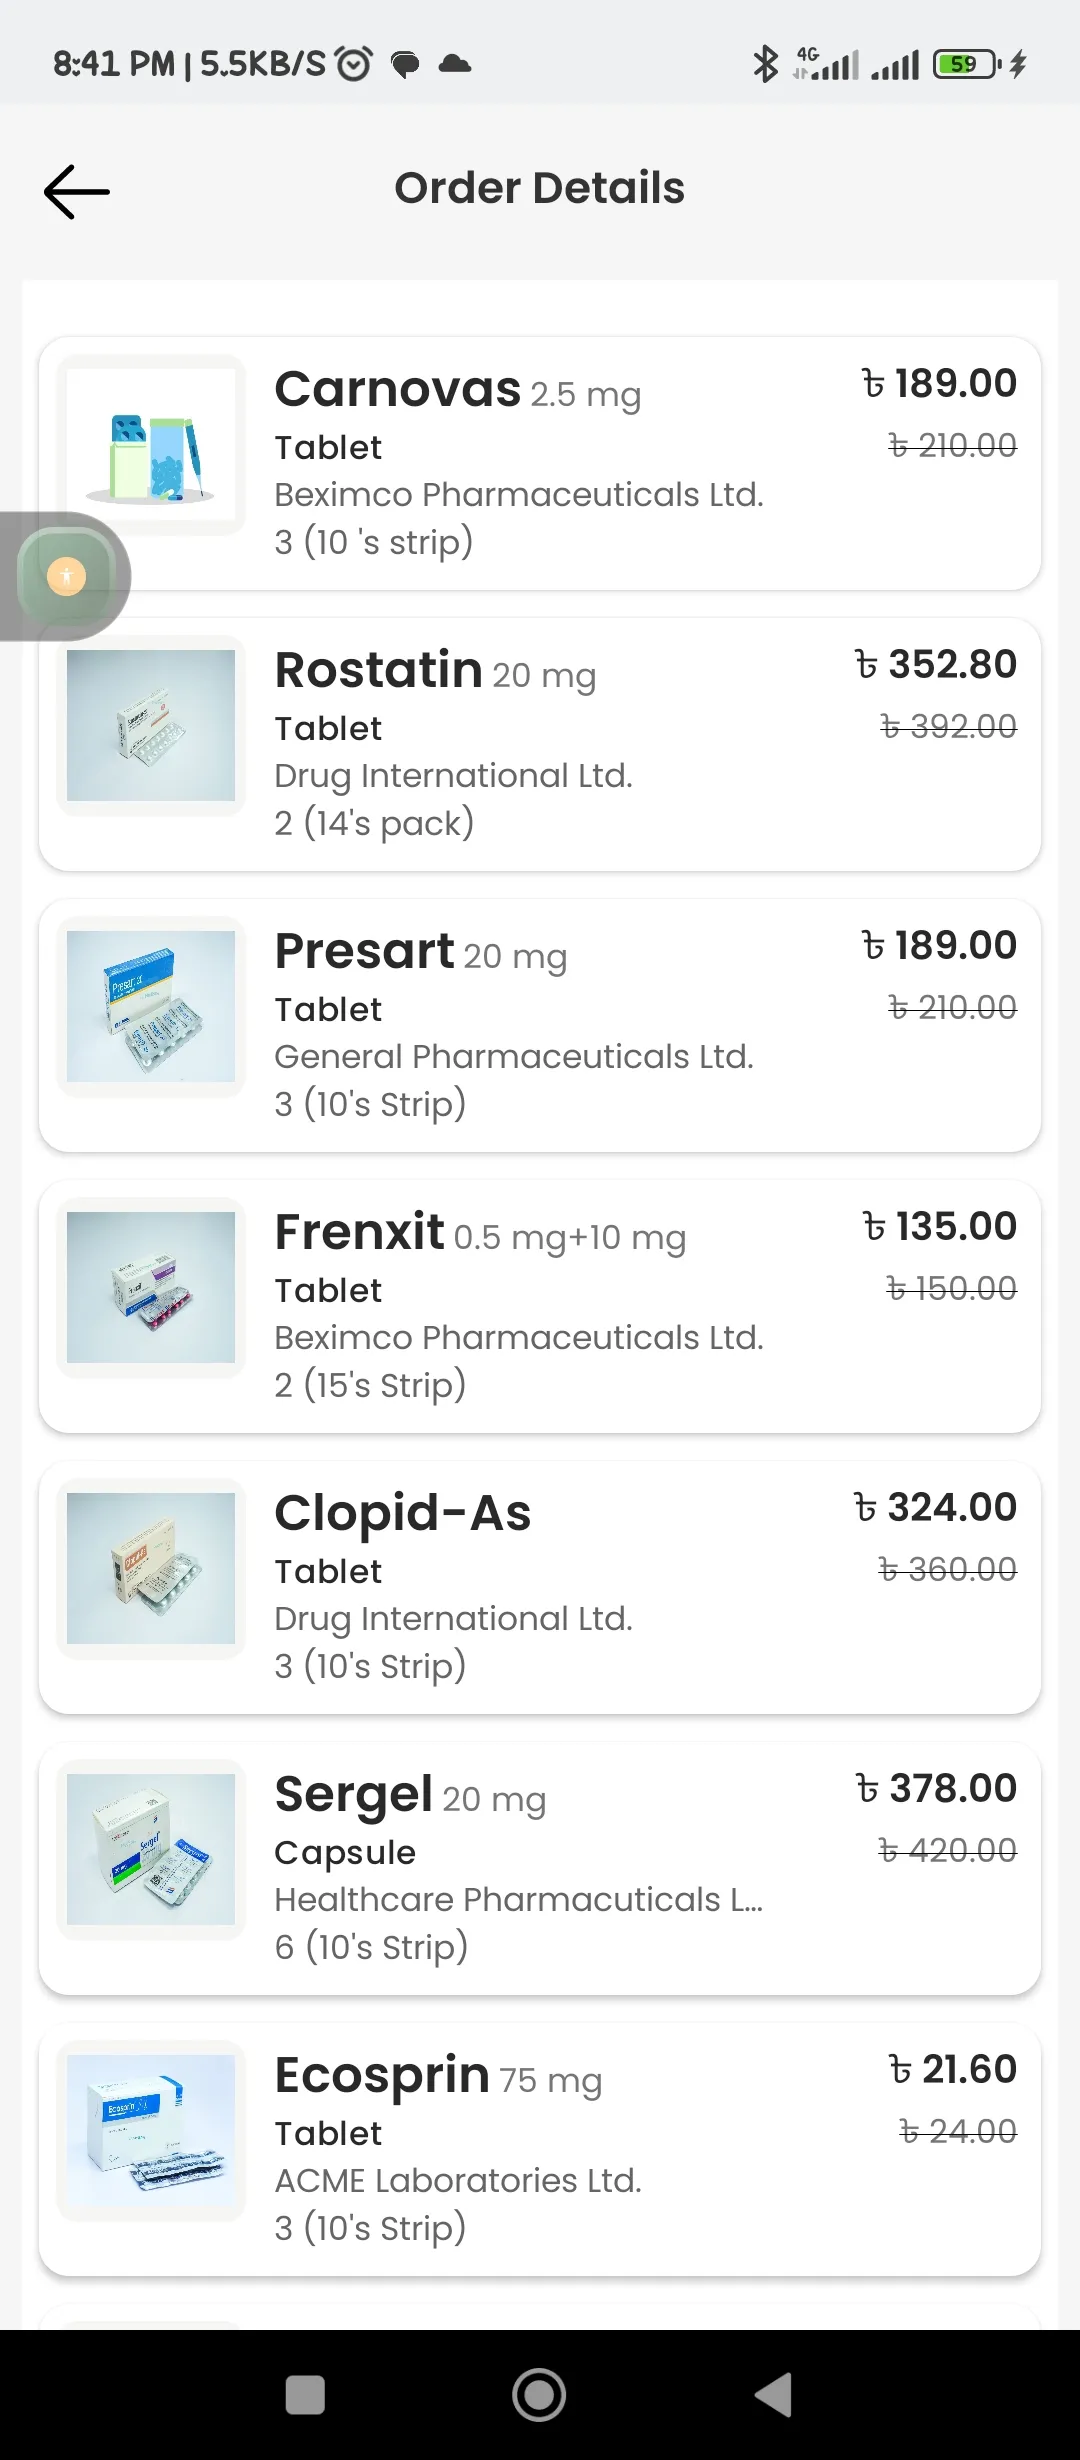 8:41 PM | 5.5KB/S
4G
59
Order Details
Carnovas 2.5 mg
৳ 189.00
Tablet
৳ 210.00
Beximco Pharmaceuticals Ltd.
3 (10 's strip)
Rostatin 20 mg
৳ 352.80
Tablet
৳ 392.00
Drug International Ltd.
2 (14's pack)
Presart 20 mg
৳ 189.00
Tablet
৳ 210.00
General Pharmaceuticals Ltd.
3 (10's Strip)
Frenxit 0.5 mg+10 mg
৳ 135.00
Tablet
৳ 150.00
Beximco Pharmaceuticals Ltd.
2 (15's Strip)
Clopid-As
৳ 324.00
Tablet
৳ 360.00
Drug International Ltd.
3 (10's Strip)
Sergel 20 mg
৳ 378.00
Capsule
৳ 420.00
Healthcare Pharmacuticals L...
6 (10's Strip)
Sergel
Ecosprin 75 mg
৳ 21.60
Tablet
৳ 24.00
Ecosprin
ACME Laboratories Ltd.
3 (10's Strip)